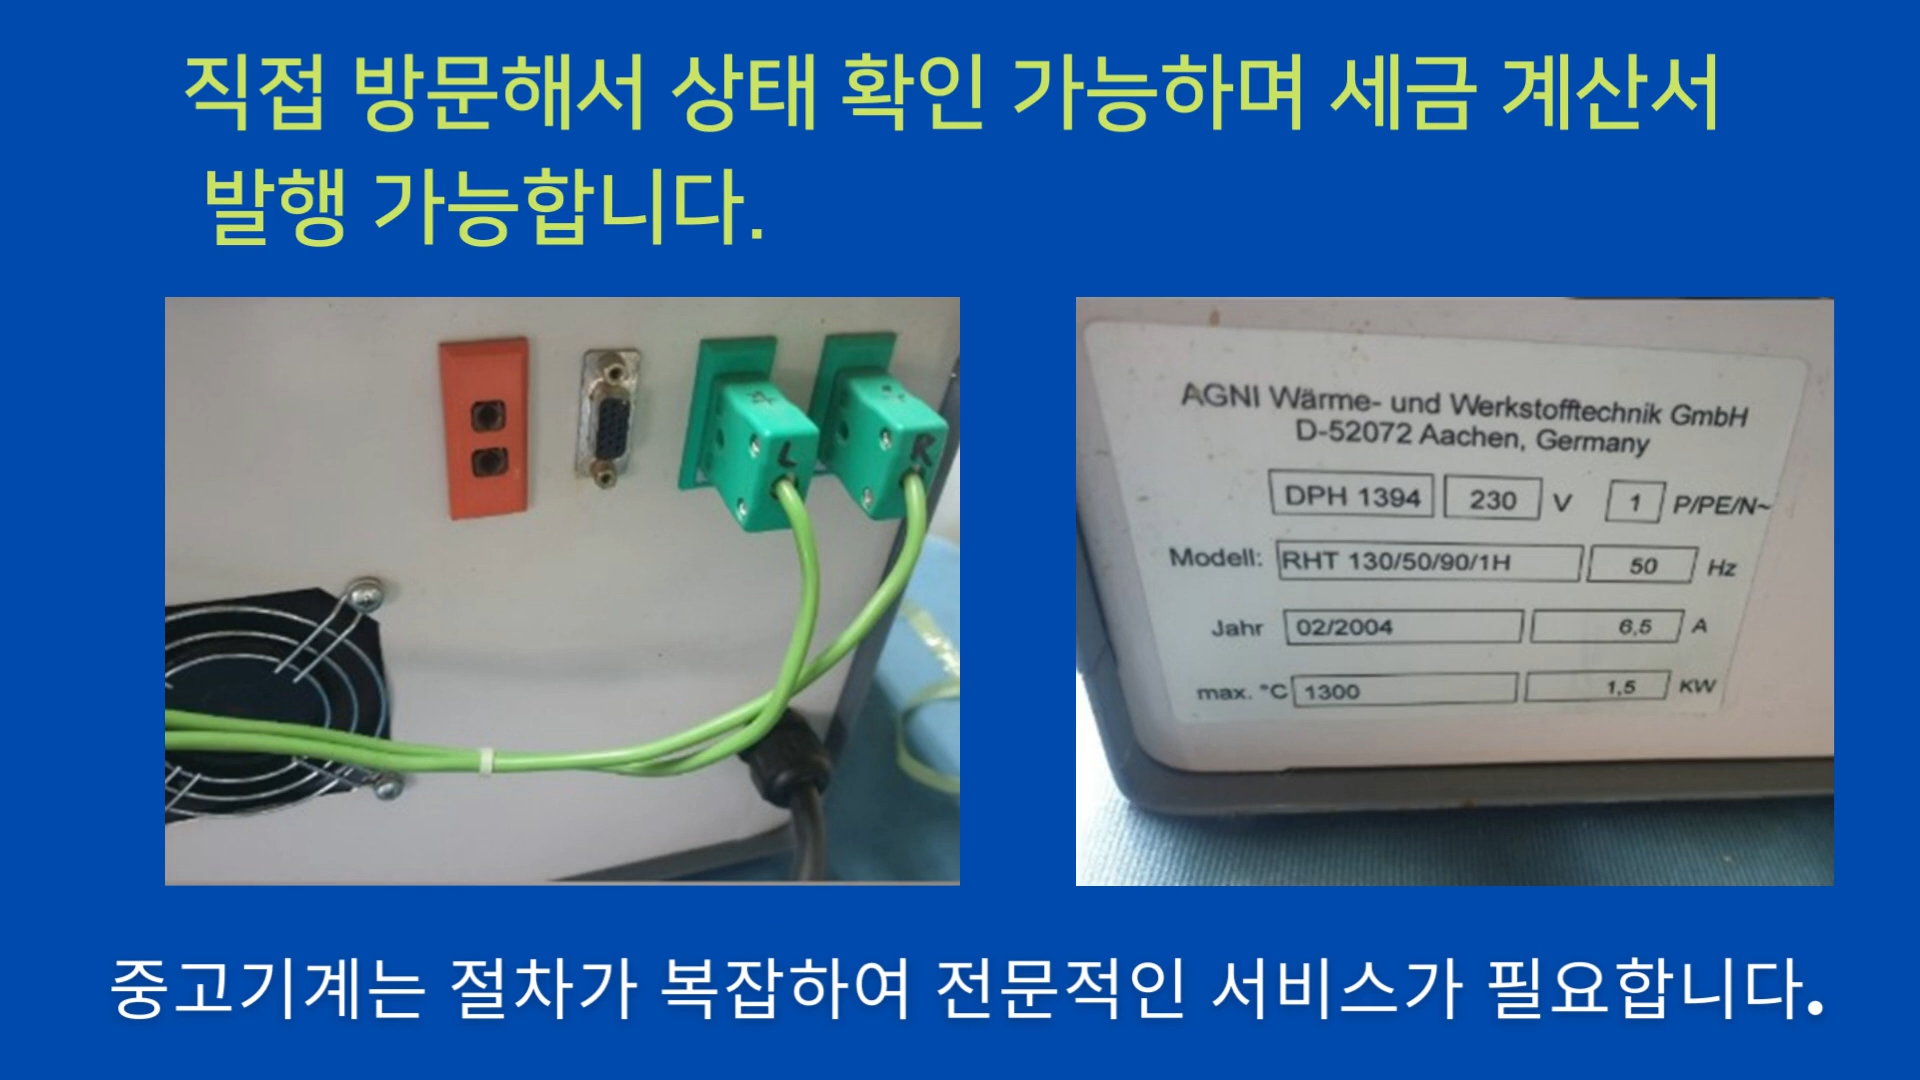 직접 방문해서 상태 확인 가능하며 세금 계산서
발행 가능합니다.
L
R
AGNI Wärme- und Werkstofftechnik GmbH
D-52072 Aachen, Germany
DPH 1394 230 V 1 P/PE/N~
Modell: RHT 130/50/90/1H 50 Hz
Jahr 02/2004 6,5 A
max. °C 1300 1,5 KW
중고기계는 절차가 복잡하여 전문적인 서비스가 필요합니다.